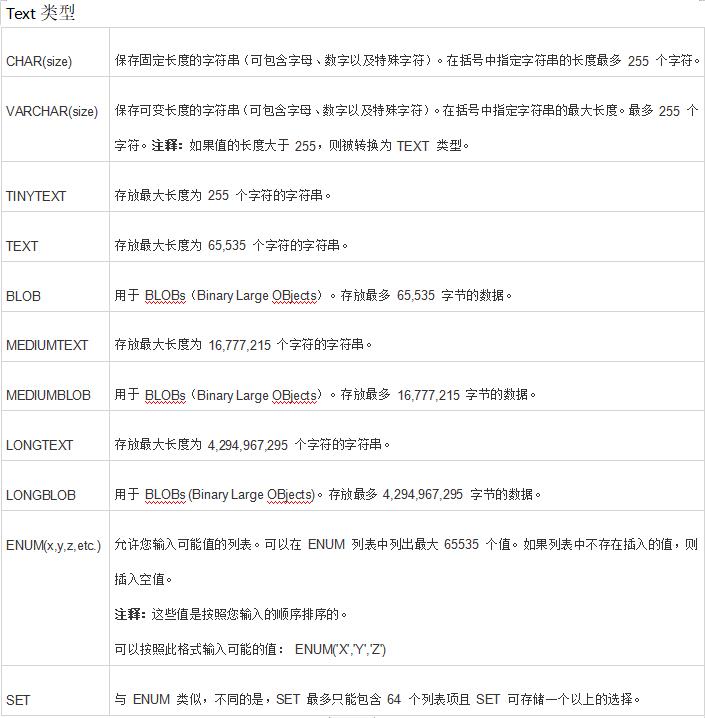 Text 类型
CHAR(size)
保存固定长度的字符串（可包含字母、数字以及特殊字符）。在括号中指定字符串的长度最多 255 个字符。
VARCHAR(size)
保存可变长度的字符串（可包含字母、数字以及特殊字符）。在括号中指定字符串的最大长度。最多 255 个
字符。注释：如果值的长度大于 255，则被转换为 TEXT 类型。
TINYTEXT
存放最大长度为 255 个字符的字符串。
TEXT
存放最大长度为 65,535 个字符的字符串。
BLOB
用于 BLOBs（Binary Large OBjects）。存放最多 65,535 字节的数据。
MEDIUMTEXT
存放最大长度为 16,777,215 个字符的字符串。
MEDIUMBLOB
用于 BLOBs（Binary Large OBjects）。存放最多 16,777,215 字节的数据。
LONGTEXT
存放最大长度为 4,294,967,295 个字符的字符串。
LONGBLOB
用于 BLOBs (Binary Large OBjects)。存放最多 4,294,967,295 字节的数据。
ENUM(x,y,z,etc.)
允许您输入可能值的列表。可以在 ENUM 列表中列出最大 65535 个值。如果列表中不存在插入的值，则
插入空值。
注释：这些值是按照您输入的顺序排序的。
可以按照此格式输入可能的值： ENUM('X','Y','Z')
SET
与 ENUM 类似，不同的是，SET 最多只能包含 64 个列表项且 SET 可存储一个以上的选择。